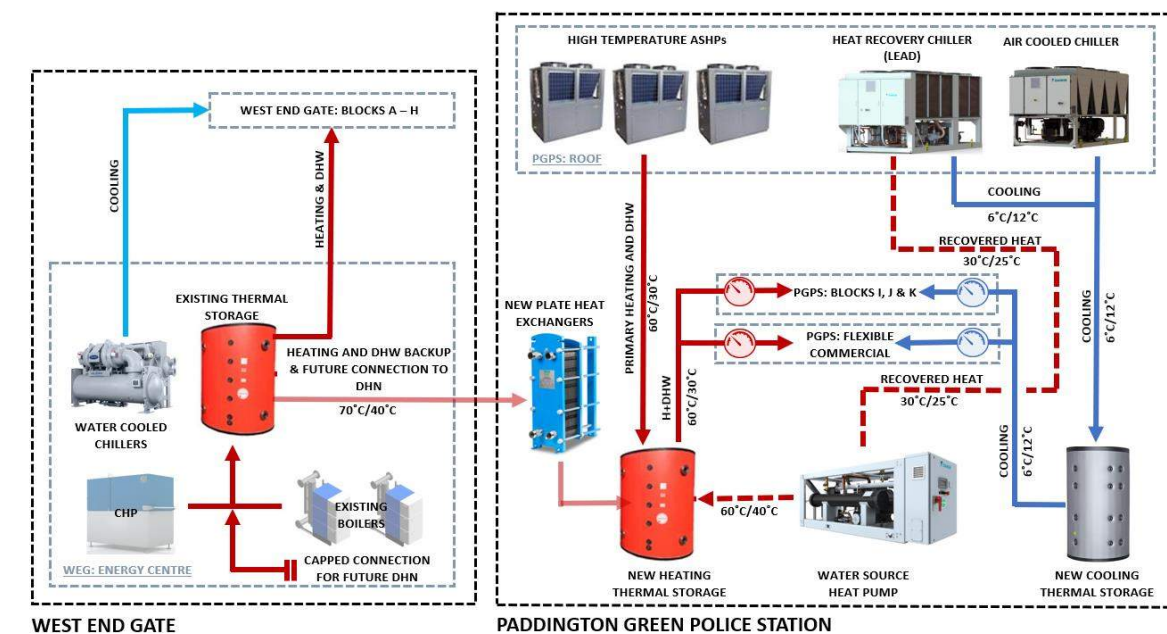 HIGH TEMPERATURE ASHPs
HEAT RECOVERY CHILLER
(LEAD)
AIR COOLED CHILLER
PGPS: ROOF
WEST END GATE: BLOCKS A – H
COOLING
HEATING & DHW
EXISTING THERMAL
STORAGE
HEATING AND DHW BACKUP
& FUTURE CONNECTION TO
DHN
70˚C/40˚C
WATER COOLED
CHILLERS
CHP
EXISTING
BOILERS
CAPPED CONNECTION
FOR FUTURE DHN
WEG: ENERGY CENTRE
WEST END GATE
NEW PLATE HEAT
EXCHANGERS
PRIMARY HEATING AND DHW
60˚C/30˚C
H+DHW
60˚C/30˚C
COOLING
6˚C/12˚C
RECOVERED HEAT
30˚C/25˚C
PGPS: BLOCKS I, J & K
PGPS: FLEXIBLE
COMMERCIAL
RECOVERED HEAT
30˚C/25˚C
COOLING
6˚C/12˚C
COOLING
6˚C/12˚C
60˚C/40˚C
NEW HEATING
THERMAL STORAGE
WATER SOURCE
HEAT PUMP
NEW COOLING
THERMAL STORAGE
PADDINGTON GREEN POLICE STATION